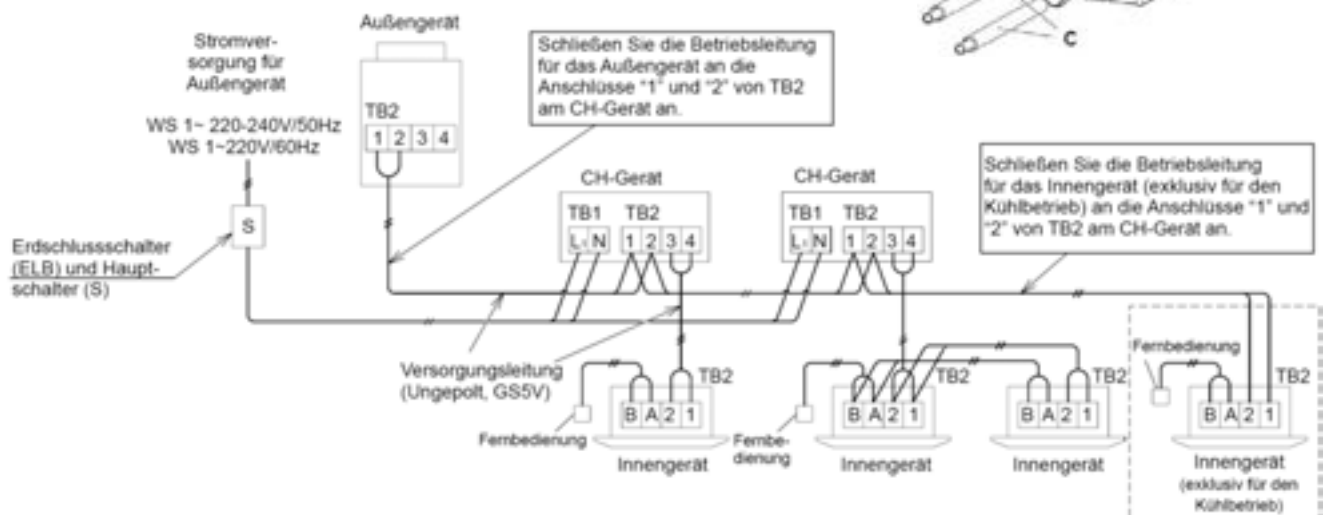 C
Außengerät
Stromver-
sorgung für
Außengerät
WS 1~ 220-240V/50Hz
WS 1~220V/60Hz
TB2
1 2 3 4
Schließen Sie die Betriebsleitung
für das Außengerät an die
Anschlüsse "1" und "2" von TB2
am CH-Gerät an.
Schließen Sie die Betriebsleitung
für das Innengerät (exklusiv für den
Kühlbetrieb) an die Anschlüsse "1" und
"2" von TB2 am CH-Gerät an.
CH-Gerät
TB1 TB2
L N 1 2 3 4
CH-Gerät
TB1 TB2
L N 1 2 3 4
S
Erdschlussschalter
(ELB) und Haupt-
schalter (S)
Versorgungsleitung
(Ungepolt, GS5V)
Fernbedienung
TB2
B A 2 1
Innengerät
Fernbe-
dienung
TB2
B A 2 1
Innengerät
TB2
B A 2 1
Innengerät
Fernbedienung
TB2
B A 2 1
Innengerät
(exklusiv für den
Kühlbetrieb)